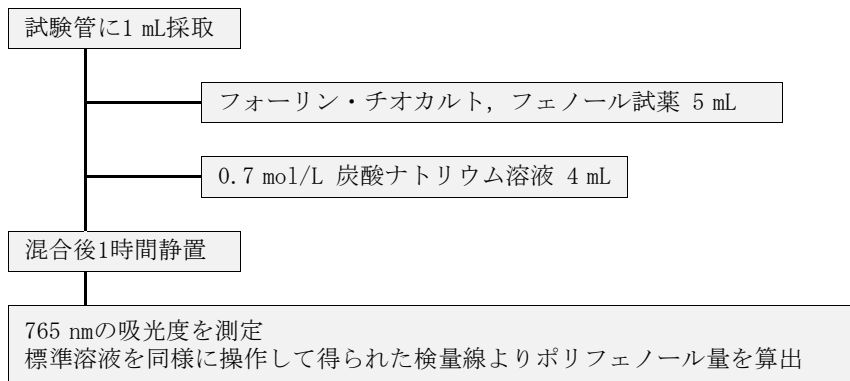 試験管に1 mL採取
フォーリン・チオカルト, フェノール試薬 5 mL
0.7 mol/L 炭酸ナトリウム溶液 4 mL
混合後1時間静置
765 nmの吸光度を測定
標準溶液を同様に操作して得られた検量線よりポリフェノール量を算出